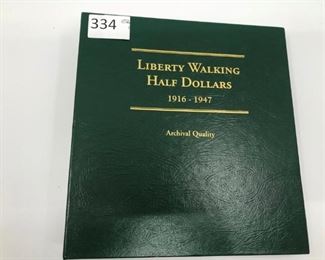 334
LIBERTY WALKING
HALF DOLLARS
1916 - 1947
Archival Quality